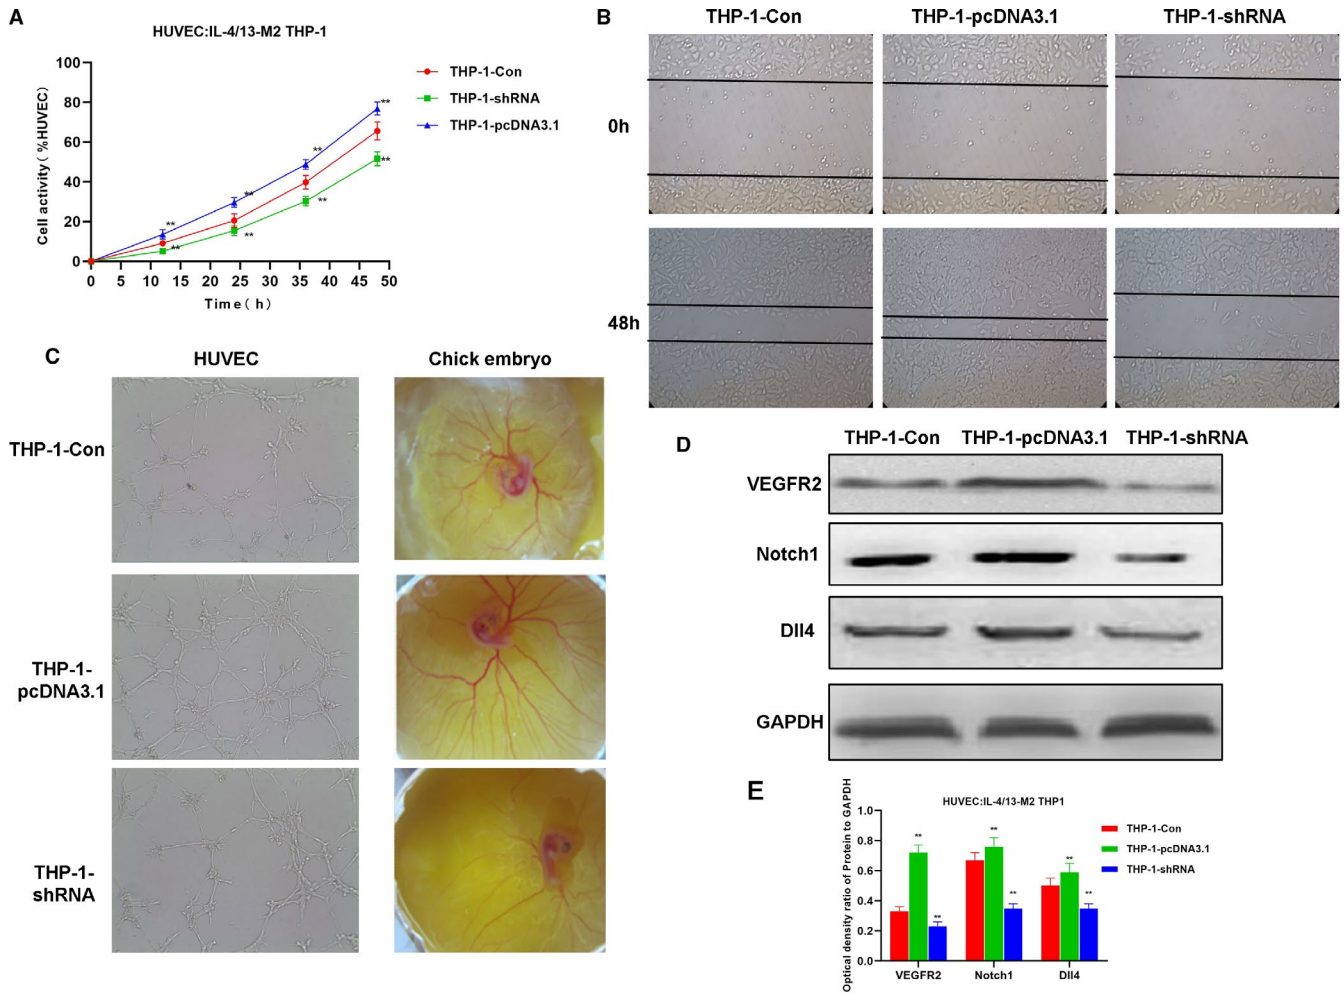 A
HUVEC:IL-4/13-M2 THP-1
100
80
60
40
20
0
Cell activity ( %HUVEC)
0 5 10 15 20 25 30 35 40 45 50
Time( h)
** ** ** **
** ** ** **
THP-1-Con
THP-1-shRNA
THP-1-pcDNA3.1
B
THP-1-Con THP-1-pcDNA3.1 THP-1-shRNA
0h
48h
C
HUVEC Chick embryo
THP-1-Con
THP-1-
pcDNA3.1
THP-1-
shRNA
D
THP-1-Con THP-1-pcDNA3.1 THP-1-shRNA
VEGFR2
Notch1
Dll4
GAPDH
E
HUVEC:IL-4/13-M2 THP1
Optical density ratio of Protein to GAPDH
1.0
0.8
0.6
0.4
0.2
0.0
** ** ** ** ** **
VEGFR2 Notch1 Dll4
THP-1-Con
THP-1-pcDNA3.1
THP-1-shRNA